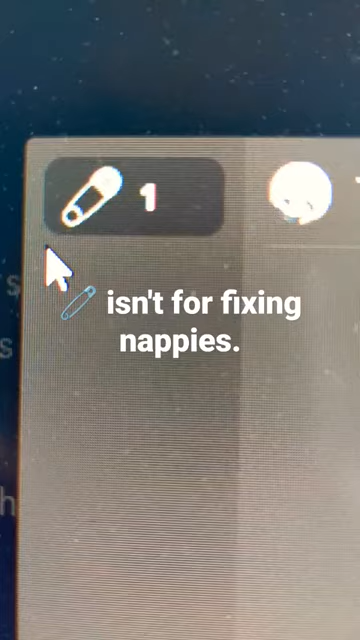 1
🧷 isn't for fixing
nappies.
s
s
h